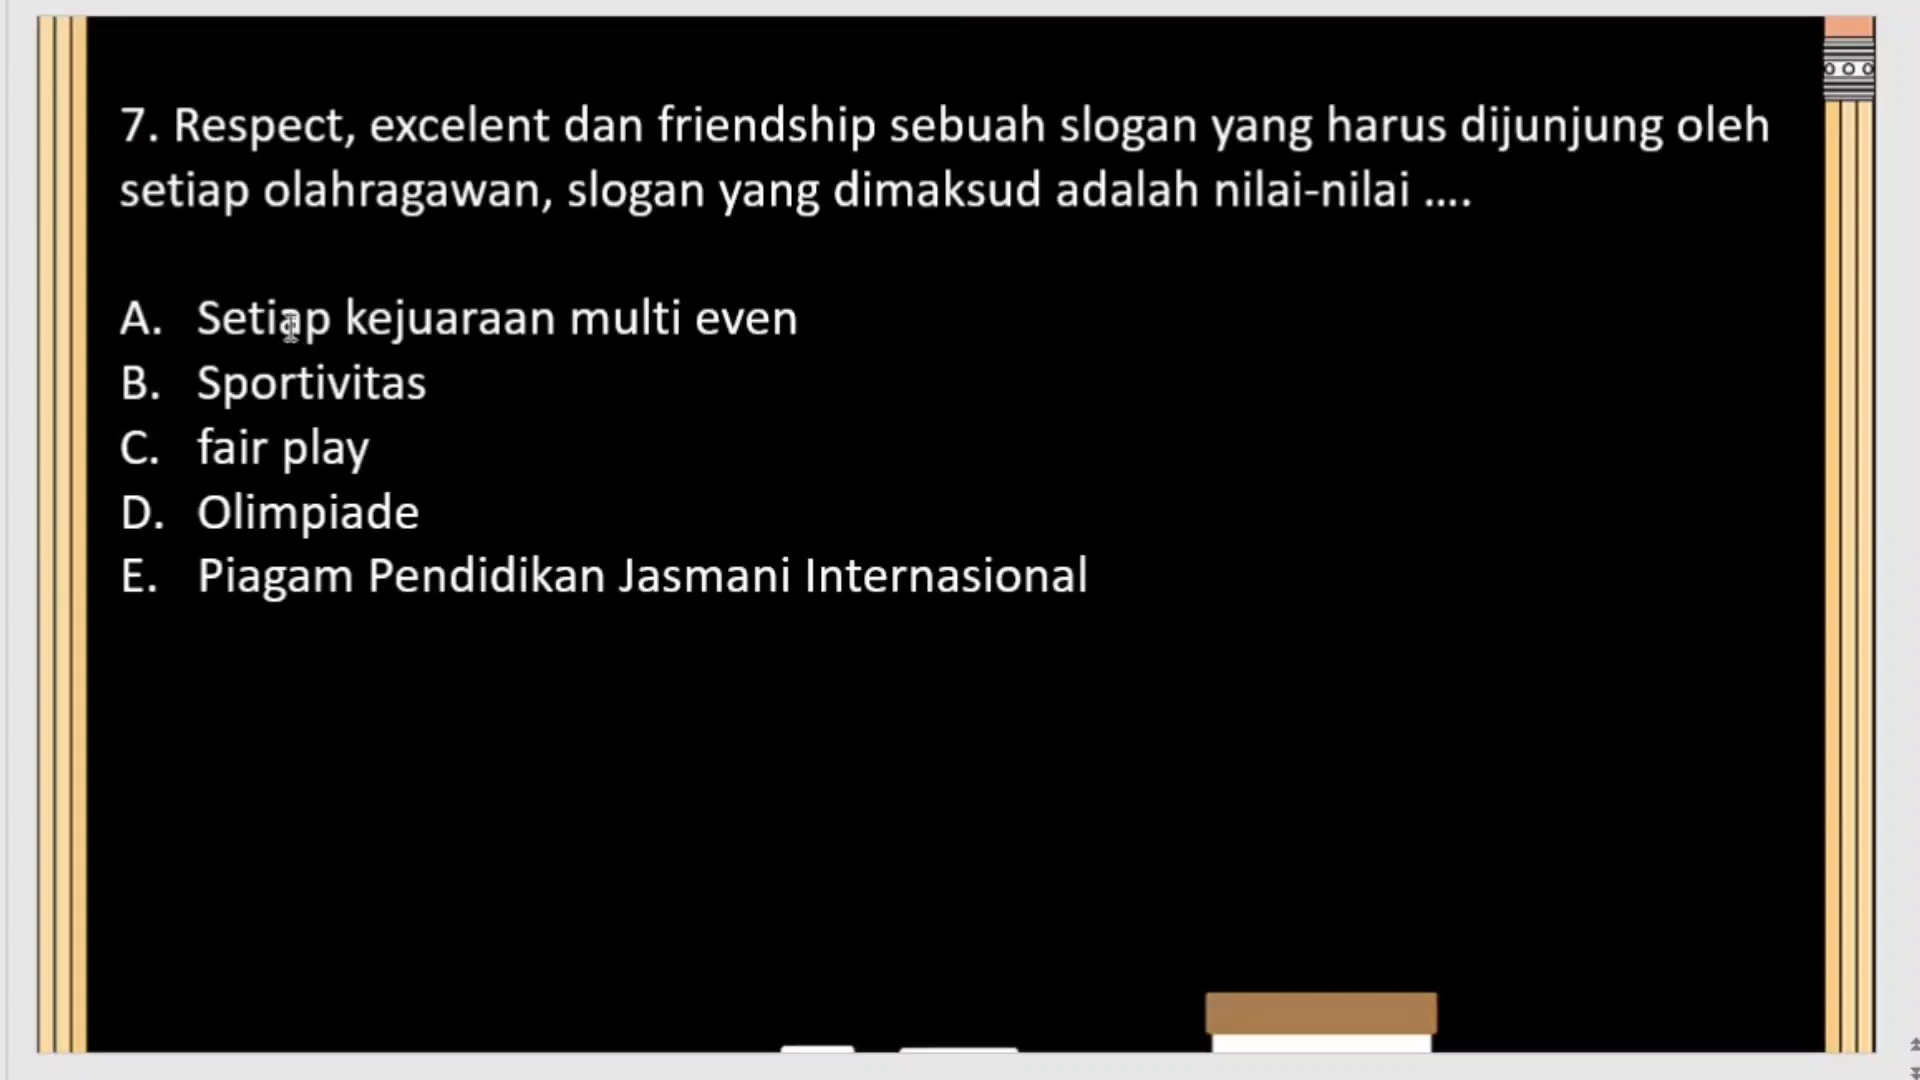 7. Respect, excelent dan friendship sebuah slogan yang harus dijunjung oleh
setiap olahragawan, slogan yang dimaksud adalah nilai-nilai ....
A. Setiap kejuaraan multi even
B. Sportivitas
C. fair play
D. Olimpiade
E. Piagam Pendidikan Jasmani Internasional